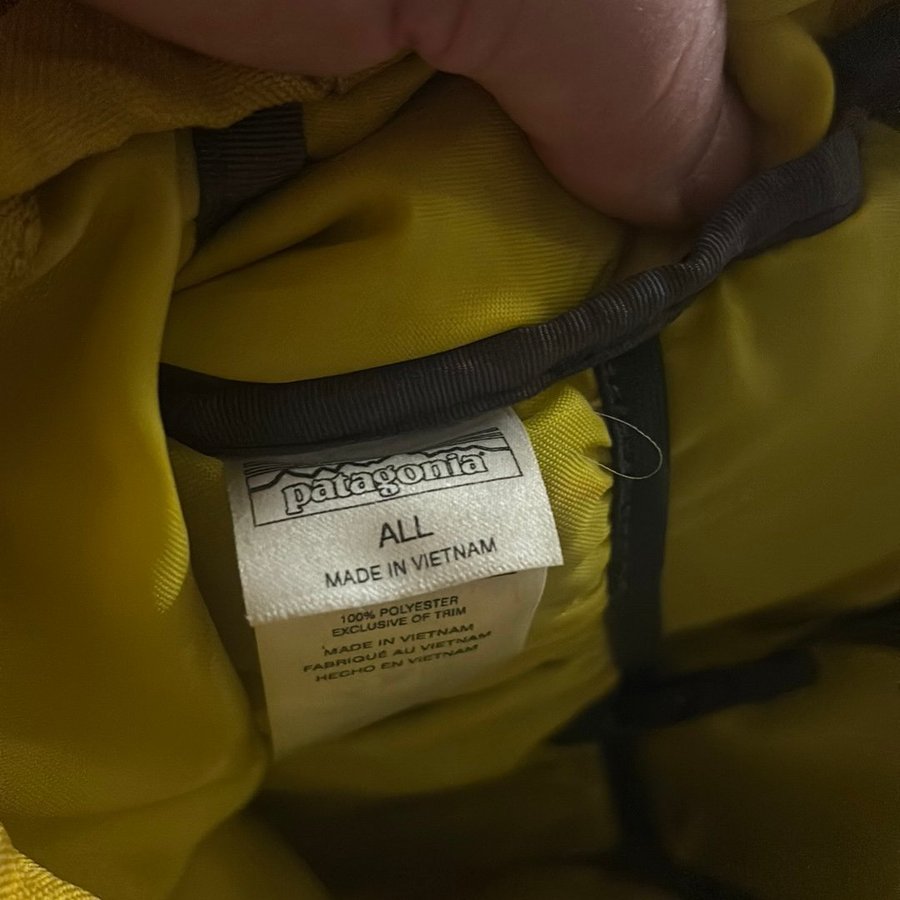 patagonia
ALL
MADE IN VIETNAM
100% POLYESTER
EXCLUSIVE OF TRIM
MADE IN VIETNAM
FABRIQUÉ AU VIETNAM
HECHO EN VIETNAM